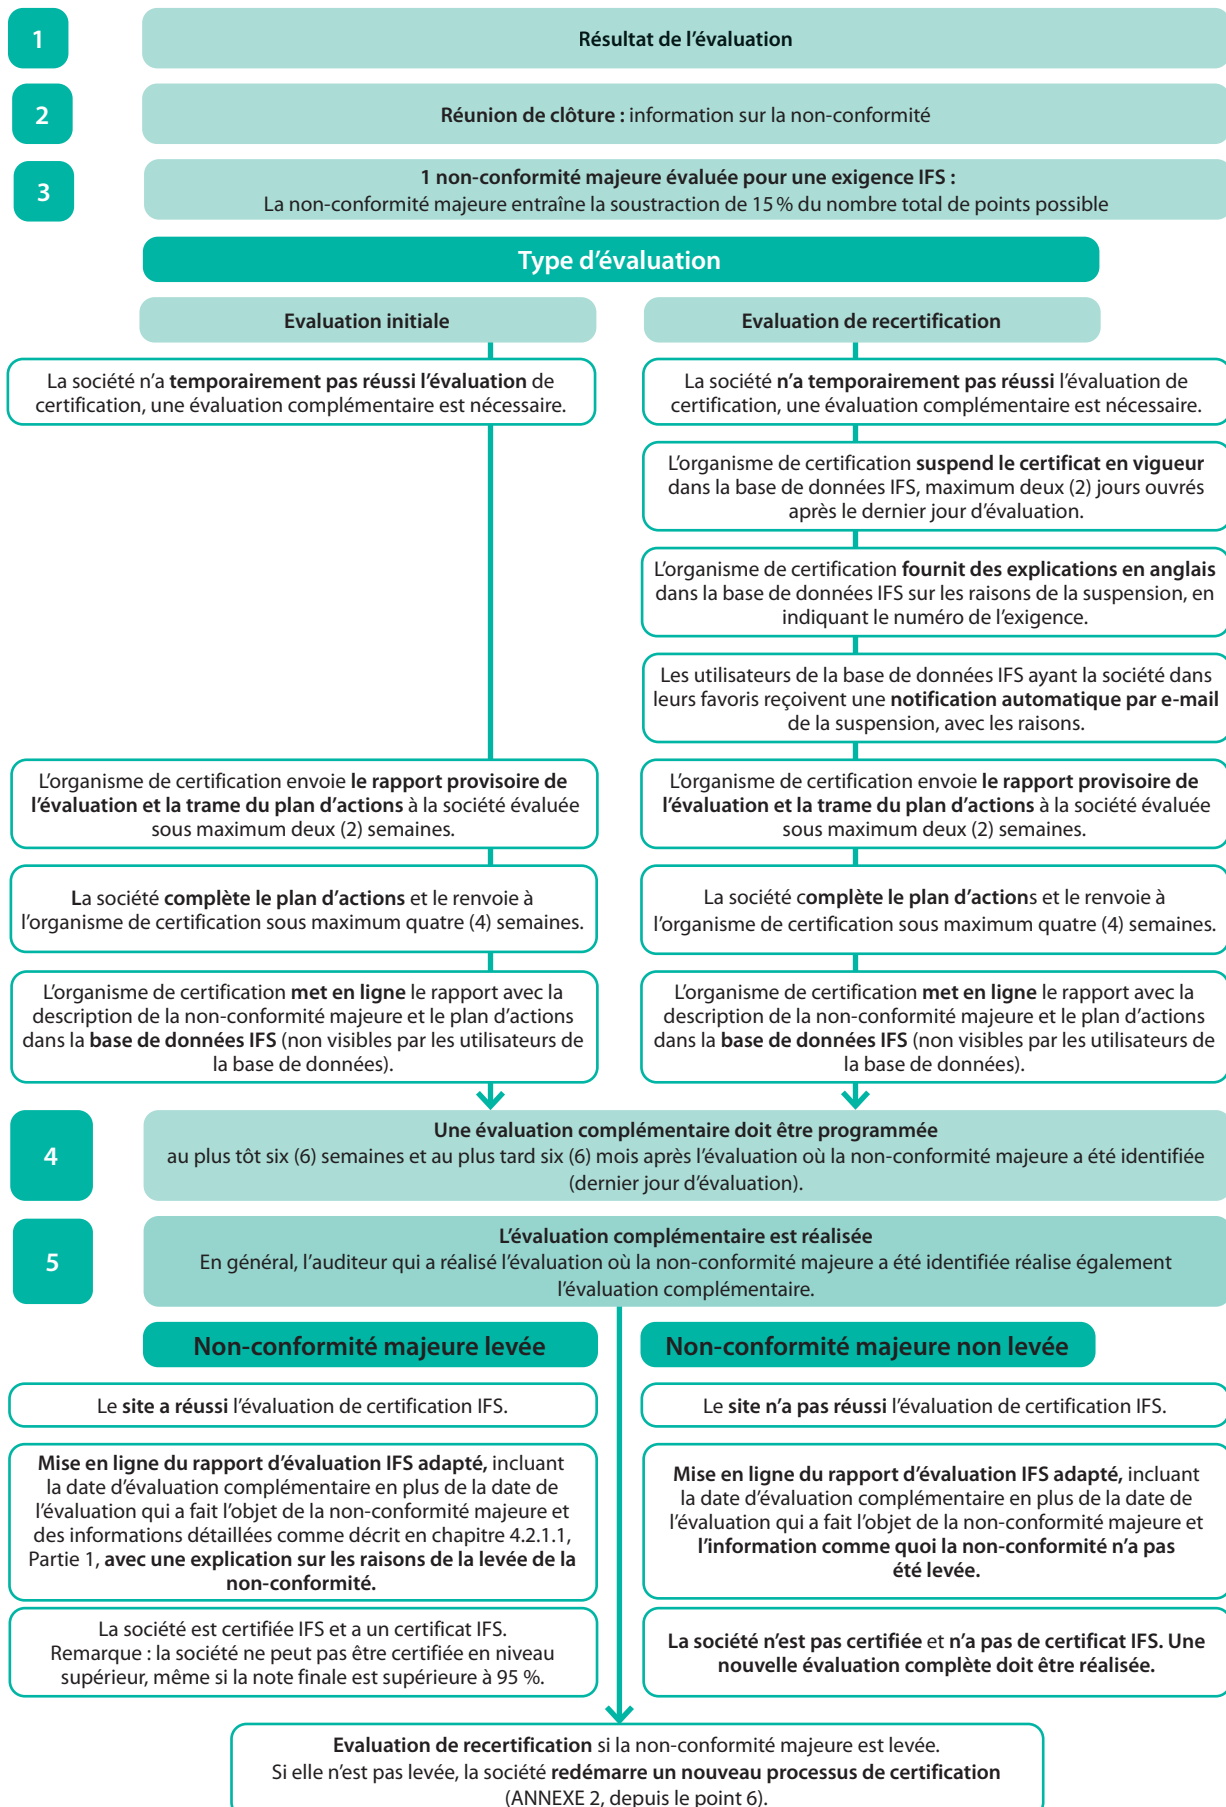 1
Résultat de l’évaluation
2
Réunion de clôture : information sur la non-conformité
3
1 non-conformité majeure évaluée pour une exigence IFS :
La non-conformité majeure entraîne la soustraction de 15 % du nombre total de points possible
Type d’évaluation
Evaluation initiale
La société n’a temporairement pas réussi l’évaluation de
certification, une évaluation complémentaire est nécessaire.
L’organisme de certification envoie le rapport provisoire de
l’évaluation et la trame du plan d’actions à la société évaluée
sous maximum deux (2) semaines.
La société complète le plan d’actions et le renvoie à
l’organisme de certification sous maximum quatre (4) semaines.
L’organisme de certification met en ligne le rapport avec la
description de la non-conformité majeure et le plan d’actions
dans la base de données IFS (non visibles par les utilisateurs de
la base de données).
Evaluation de recertification
La société n’a temporairement pas réussi l’évaluation de
certification, une évaluation complémentaire est nécessaire.
L’organisme de certification suspend le certificat en vigueur
dans la base de données IFS, maximum deux (2) jours ouvrés
après le dernier jour d’évaluation.
L’organisme de certification fournit des explications en anglais
dans la base de données IFS sur les raisons de la suspension, en
indiquant le numéro de l’exigence.
Les utilisateurs de la base de données IFS ayant la société dans
leurs favoris reçoivent une notification automatique par e-mail
de la suspension, avec les raisons.
L’organisme de certification envoie le rapport provisoire de
l’évaluation et la trame du plan d’actions à la société évaluée
sous maximum deux (2) semaines.
La société complète le plan d’actions et le renvoie à
l’organisme de certification sous maximum quatre (4) semaines.
L’organisme de certification met en ligne le rapport avec la
description de la non-conformité majeure et le plan d’actions
dans la base de données IFS (non visibles par les utilisateurs de
la base de données).
4
Une évaluation complémentaire doit être programmée
au plus tôt six (6) semaines et au plus tard six (6) mois après l’évaluation où la non-conformité majeure a été identifiée
(dernier jour d’évaluation).
5
L’évaluation complémentaire est réalisée
En général, l’auditeur qui a réalisé l’évaluation où la non-conformité majeure a été identifiée réalise également
l’évaluation complémentaire.
Non-conformité majeure levée
Le site a réussi l’évaluation de certification IFS.
Mise en ligne du rapport d’évaluation IFS adapté, incluant
la date d’évaluation complémentaire en plus de la date de
l’évaluation qui a fait l’objet de la non-conformité majeure et
des informations détaillées comme décrit en chapitre 4.2.1.1,
Partie 1, avec une explication sur les raisons de la levée de la
non-conformité.
La société est certifiée IFS et a un certificat IFS.
Remarque : la société ne peut pas être certifiée en niveau
supérieur, même si la note finale est supérieure à 95 %.
Non-conformité majeure non levée
Le site n’a pas réussi l’évaluation de certification IFS.
Mise en ligne du rapport d’évaluation IFS adapté, incluant
la date d’évaluation complémentaire en plus de la date de
l’évaluation qui a fait l’objet de la non-conformité majeure et
l’information comme quoi la non-conformité n’a pas
été levée.
La société n’est pas certifiée et n’a pas de certificat IFS. Une
nouvelle évaluation complète doit être réalisée.
Evaluation de recertification si la non-conformité majeure est levée.
Si elle n’est pas levée, la société redémarre un nouveau processus de certification
(ANNEXE 2, depuis le point 6).